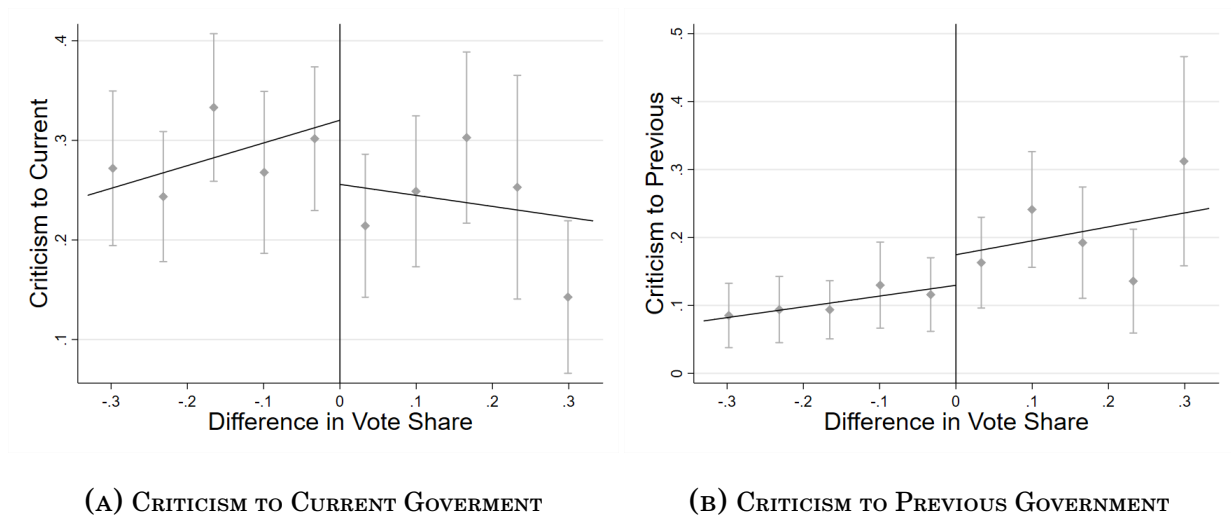 Criticism to Current
.4
.3
.2
.1
-.3 -.2 -.1 0 .1 .2 .3
Difference in Vote Share
(A) CRITICISM TO CURRENT GOVERMENT
Criticism to Previous
.5
.4
.3
.2
.1
0
-.3 -.2 -.1 0 .1 .2 .3
Difference in Vote Share
(B) CRITICISM TO PREVIOUS GOVERNMENT